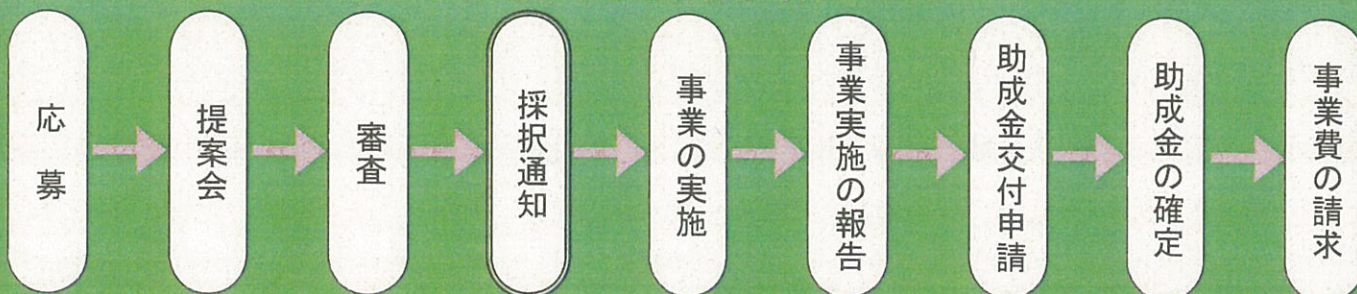 応募
提案会
審査
採択通知
事業の実施
事業実施の報告
助成金交付申請
助成金の確定
事業費の請求